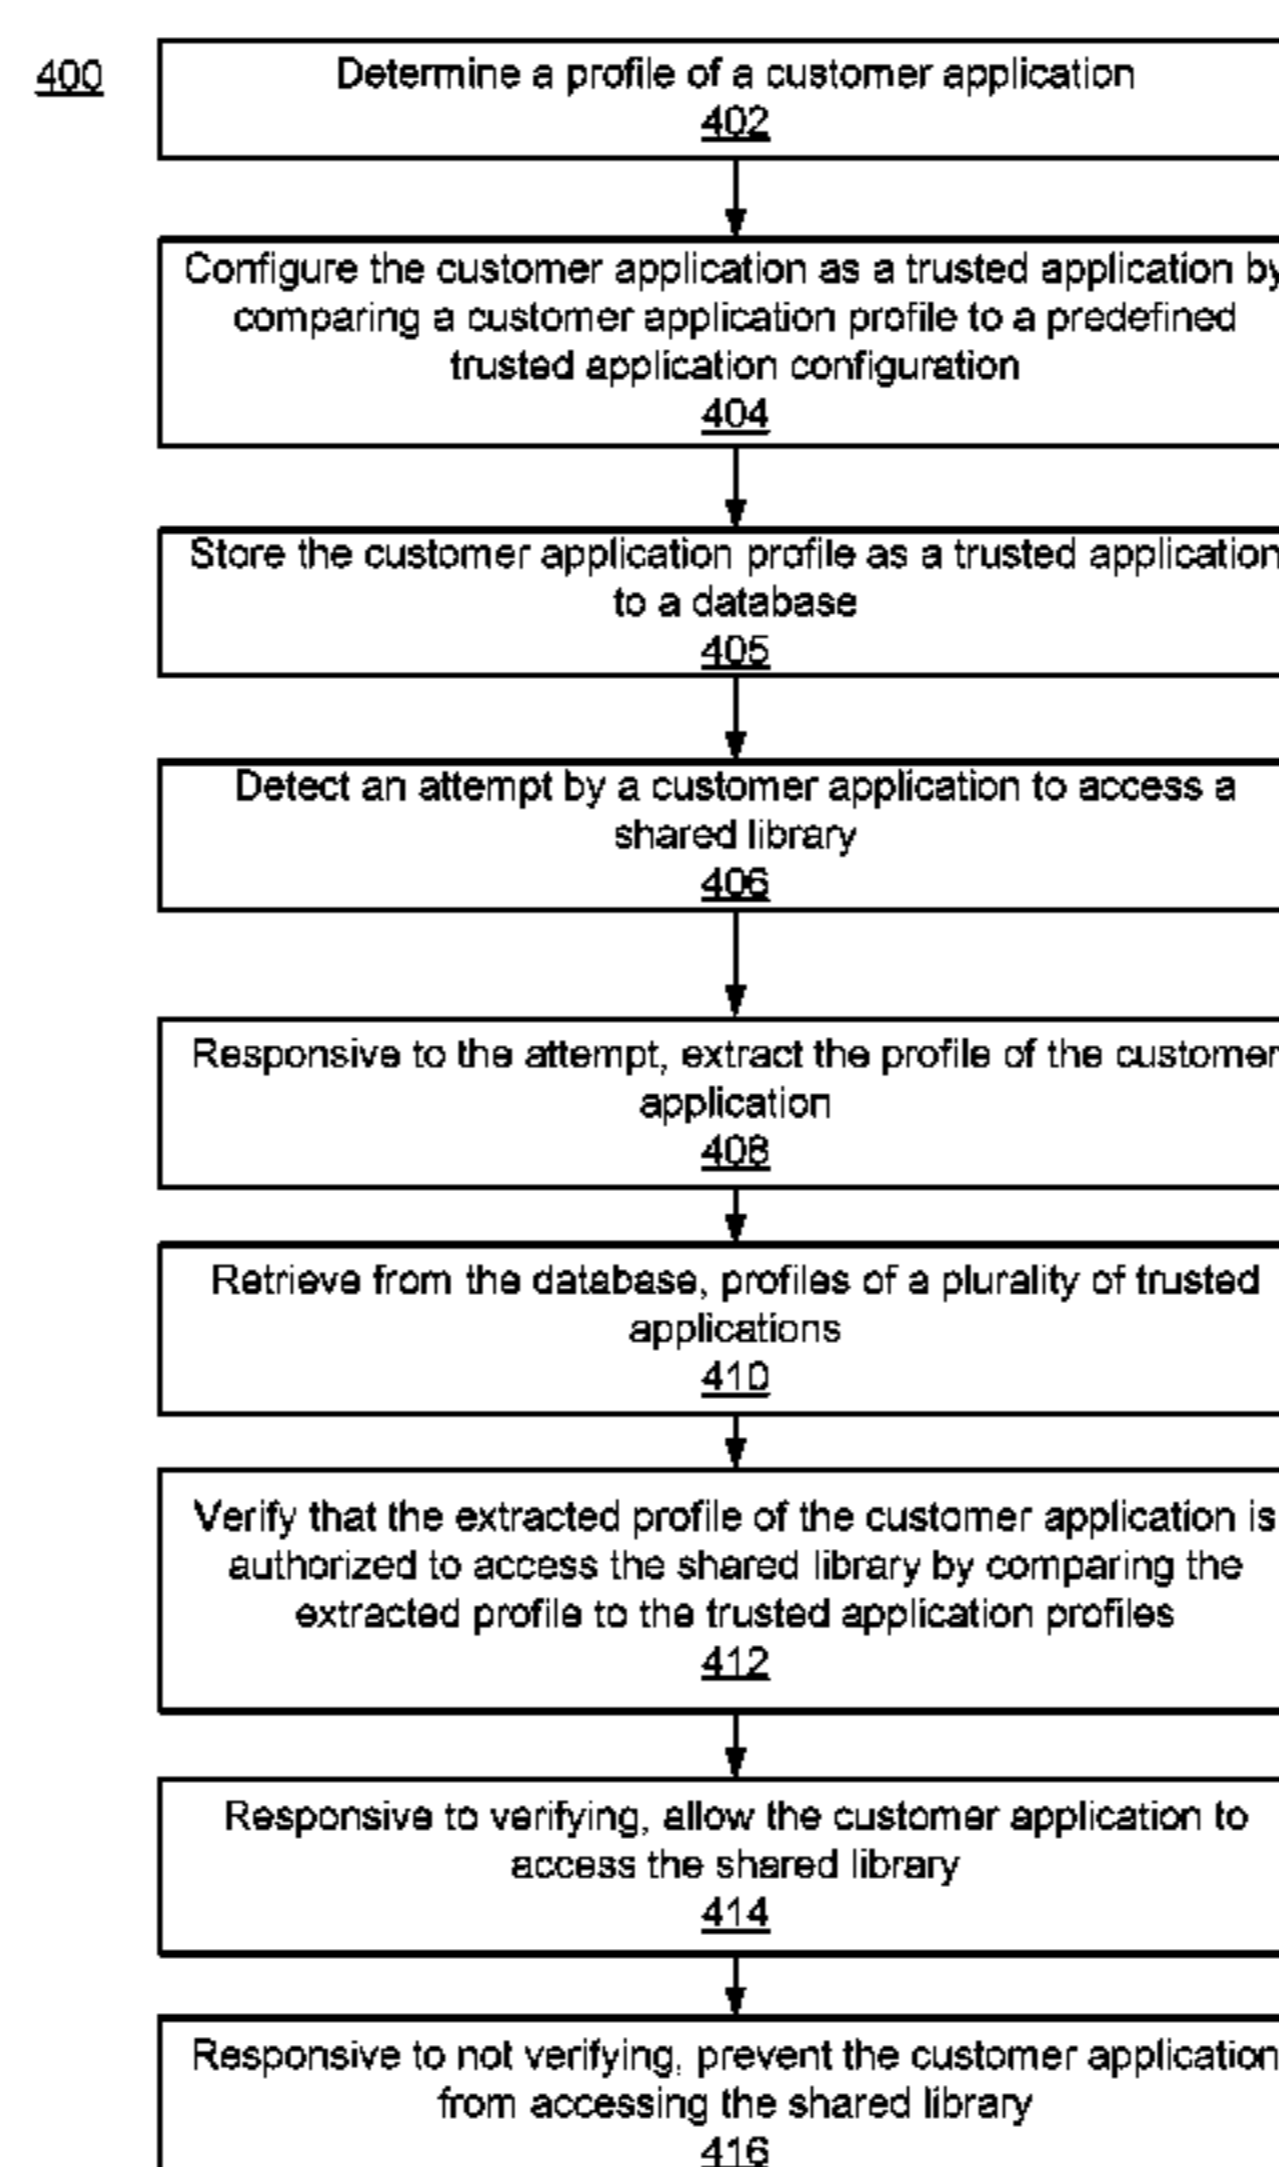 400
Determine a profile of a customer application
402
Configure the customer application as a trusted application by
comparing a customer application profile to a predefined
trusted application configuration
404
Store the customer application profile as a trusted application
to a database
405
Detect an attempt by a customer application to access a
shared library
406
Responsive to the attempt, extract the profile of the customer
application
408
Retrieve from the database, profiles of a plurality of trusted
applications
410
Verify that the extracted profile of the customer application is
authorized to access the shared library by comparing the
extracted profile to the trusted application profiles
412
Responsive to verifying, allow the customer application to
access the shared library
414
Responsive to not verifying, prevent the customer application
from accessing the shared library
416